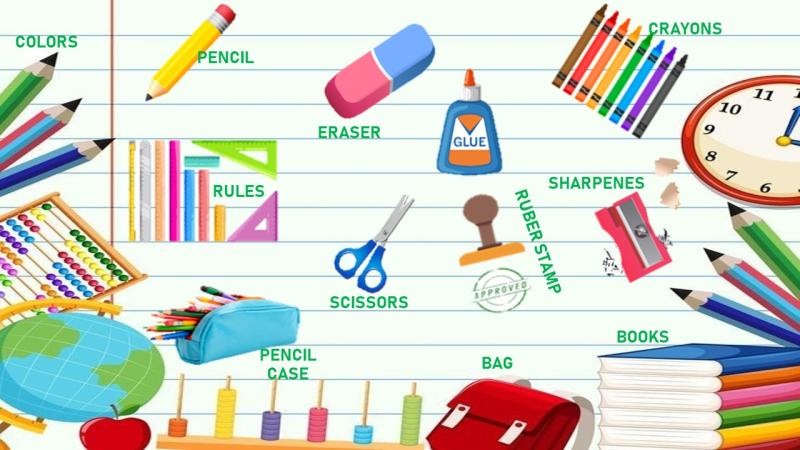 COLORS
PENCIL
ERASER
CRAYONS
GLUE
11
10
9
8
7
6
5
RULES
SHARPENES
RUBER STAMP
APPROVED
SCISSORS
PENCIL
CASE
BAG
BOOKS